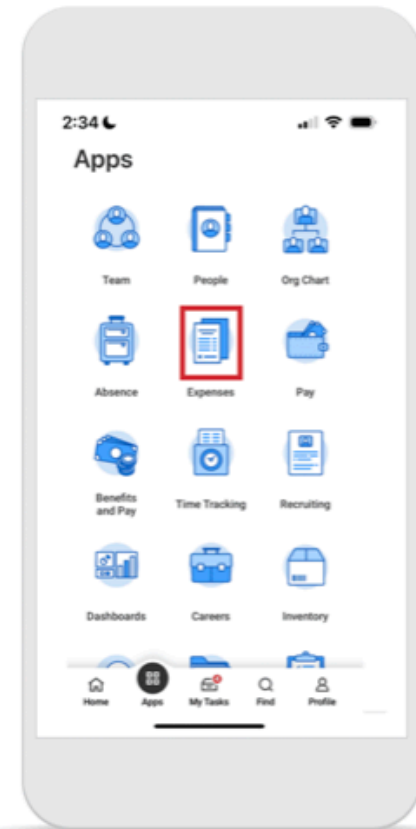 2:34
Apps
Team
People
Org Chart
Absence
Expenses
Pay
Benefits
and Pay
Time Tracking
Recruiting
Dashboards
Careers
Inventory
Home
Apps
My Tasks
Find
Profile